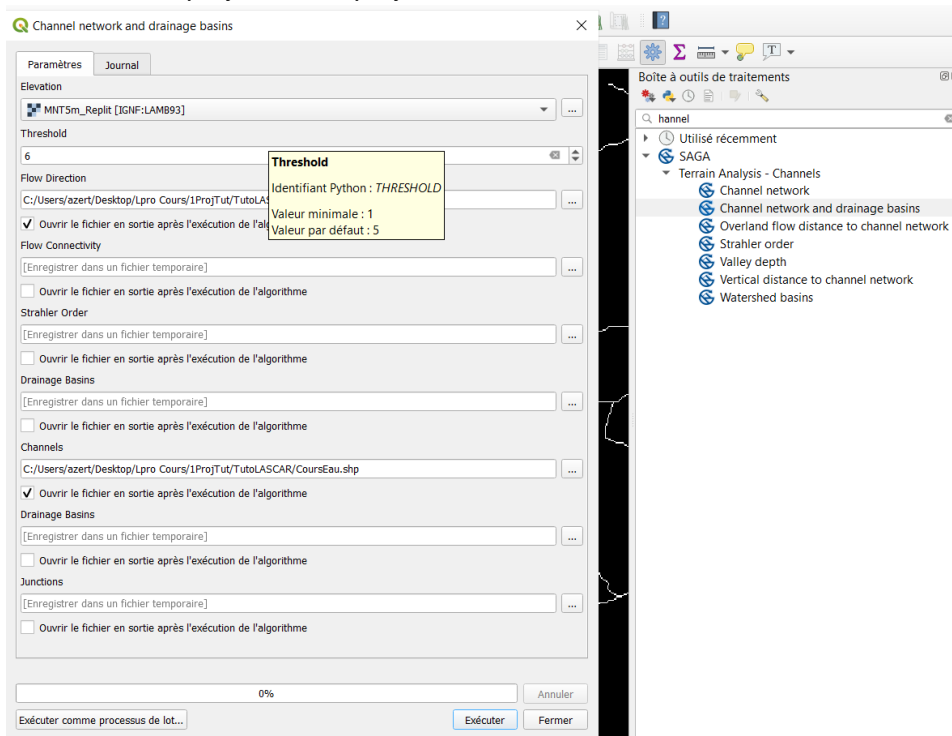 Channel network and drainage basins
Paramètres Journal
Elevation
MNT5m_Replit [IGNF:LAMB93]
...
Threshold
6
Threshold
Identifiant Python : THRESHOLD
Valeur minimale : 1
Valeur par défaut : 5
Flow Direction
C:/Users/azert/Desktop/Lpro Cours/1ProjTut/TutoLAS
...
Ouvrir le fichier en sortie après l'exécution de l'alg
Flow Connectivity
[Enregistrer dans un fichier temporaire]
...
Ouvrir le fichier en sortie après l'exécution de l'algorithme
Strahler Order
[Enregistrer dans un fichier temporaire]
...
Ouvrir le fichier en sortie après l'exécution de l'algorithme
Drainage Basins
[Enregistrer dans un fichier temporaire]
...
Ouvrir le fichier en sortie après l'exécution de l'algorithme
Channels
C:/Users/azert/Desktop/Lpro Cours/1ProjTut/TutoLASCAR/CoursEau.shp
...
Ouvrir le fichier en sortie après l'exécution de l'algorithme
Drainage Basins
[Enregistrer dans un fichier temporaire]
...
Ouvrir le fichier en sortie après l'exécution de l'algorithme
Junctions
[Enregistrer dans un fichier temporaire]
...
Ouvrir le fichier en sortie après l'exécution de l'algorithme
0%
Annuler
Exécuter comme processus de lot...
Exécuter
Fermer
Boîte à outils de traitements
hannel
Utilisé récemment
SAGA
Terrain Analysis - Channels
Channel network
Channel network and drainage basins
Overland flow distance to channel network
Strahler order
Valley depth
Vertical distance to channel network
Watershed basins